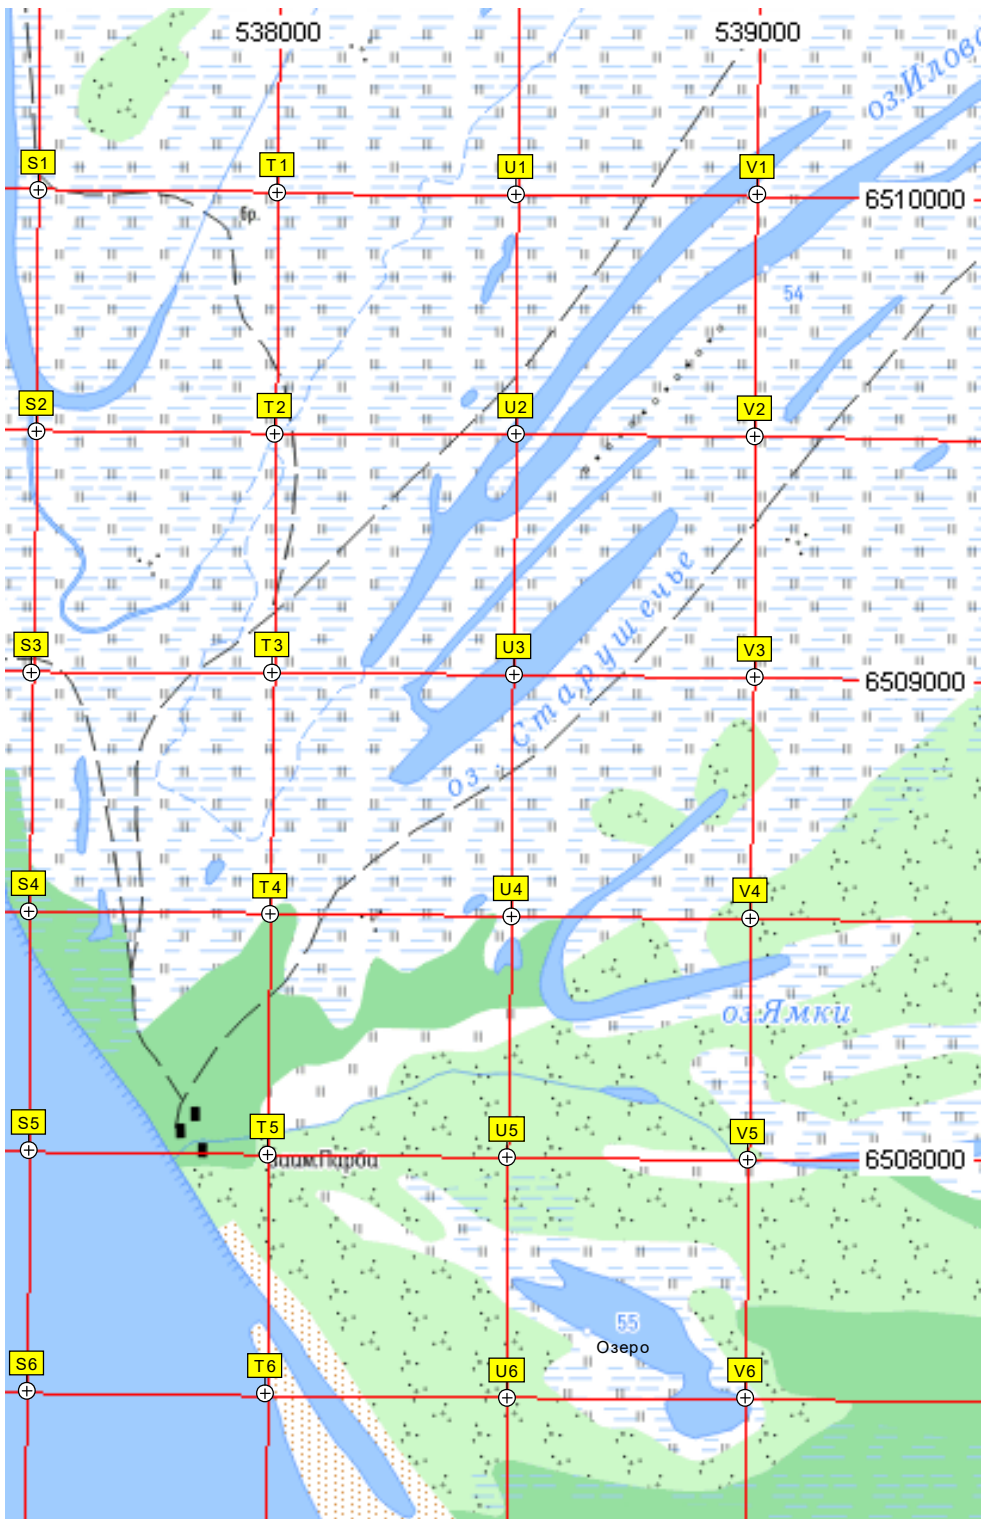 538000
539000
оз.Илово
S1
T1
U1
V1
6510000
бр.
54
S2
T2
U2
V2
S3
T3
U3
V3
6509000
оз. Старушечье
S4
T4
U4
V4
оз.Ямки
S5
T5
U5
V5
6508000
55
Озеро
S6
T6
U6
V6